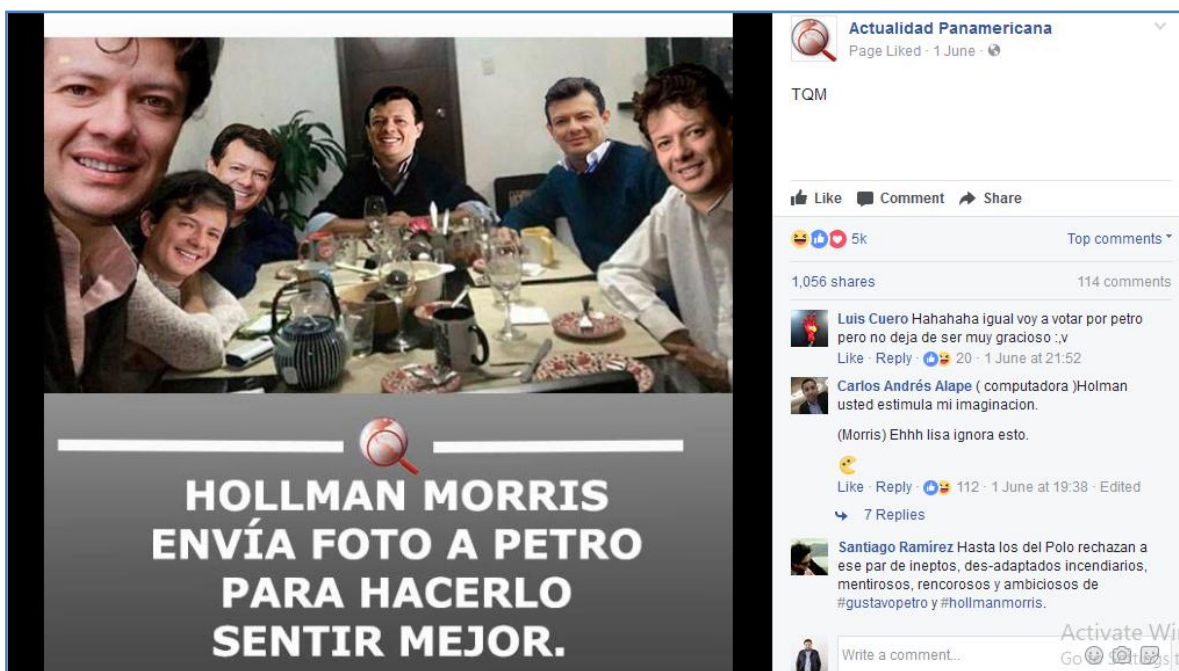 HOLLMAN MORRIS
ENVÍA FOTO A PETRO
PARA HACERLO
SENTIR MEJOR.
Actualidad Panamericana
Page Liked · 1 June ·
TQM
Like Comment Share
5k
Top comments
1,056 shares
114 comments
Luis Cuero Hahahaha igual voy a votar por petro
pero no deja de ser muy gracioso :,v
Like · Reply · 20 · 1 June at 21:52
Carlos Andrés Alape ( computadora )Holman
usted estimula mi imaginacion.
(Morris) Ehhh lisa ignora esto.
Like · Reply · 112 · 1 June at 19:38 · Edited
7 Replies
Santiago Ramírez Hasta los del Polo rechazan a
ese par de ineptos, des-adaptados incendiarios,
mentirosos, rencorosos y ambiciosos de
#gustavopetro y #hollmanmorris.
Write a comment...
Activate Wi
Go